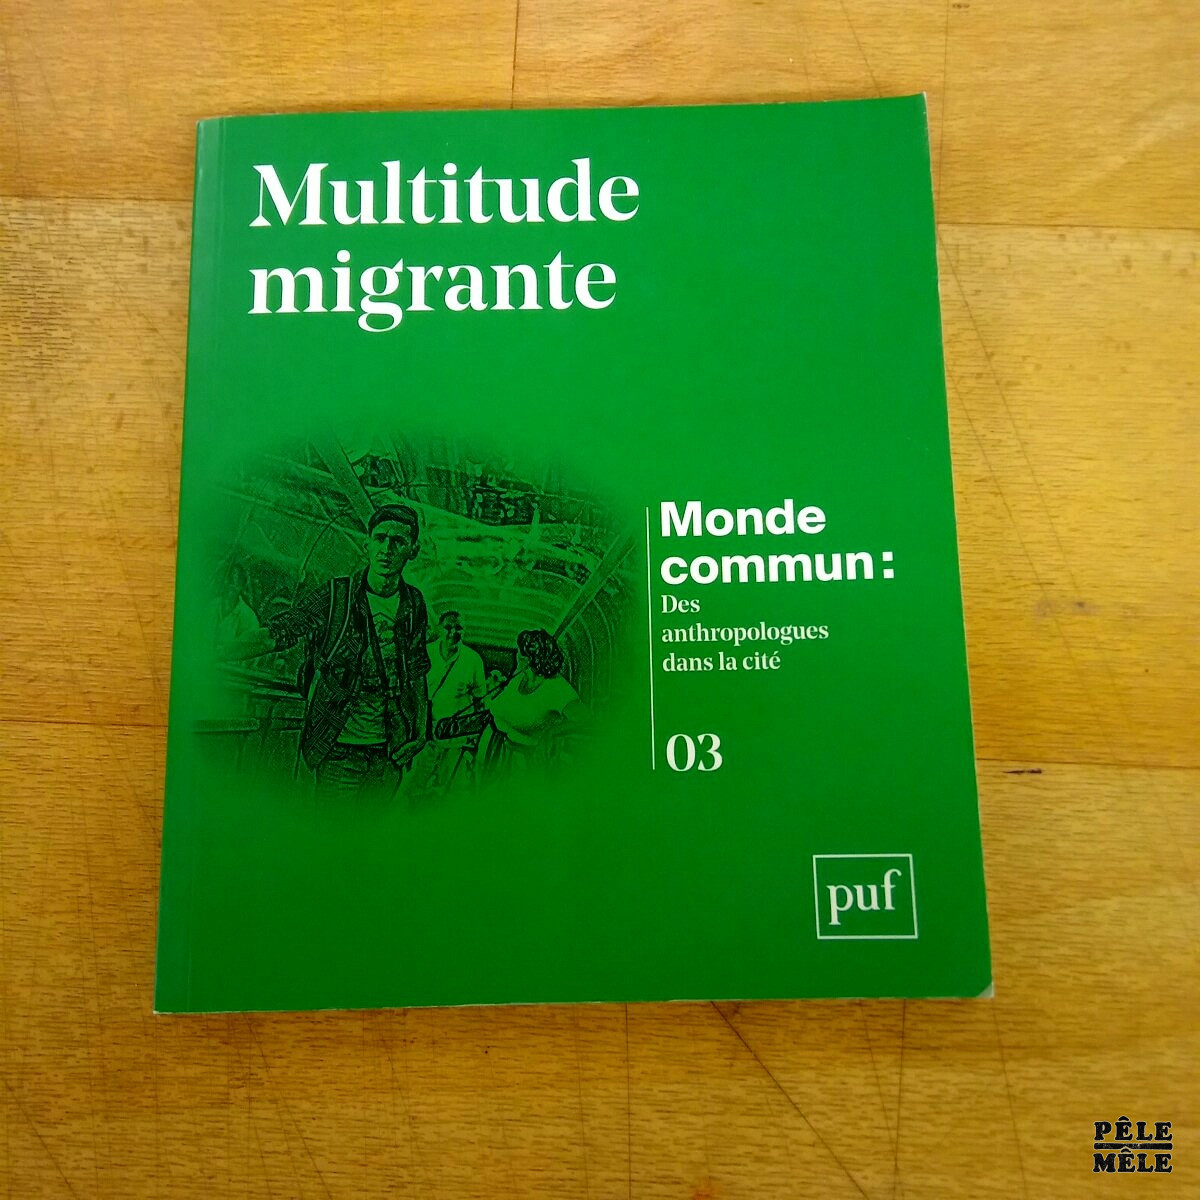 Multitude
migrante
Monde
commun :
Des
anthropologues
dans la cité
03
puf
PÊLE
MÊLE